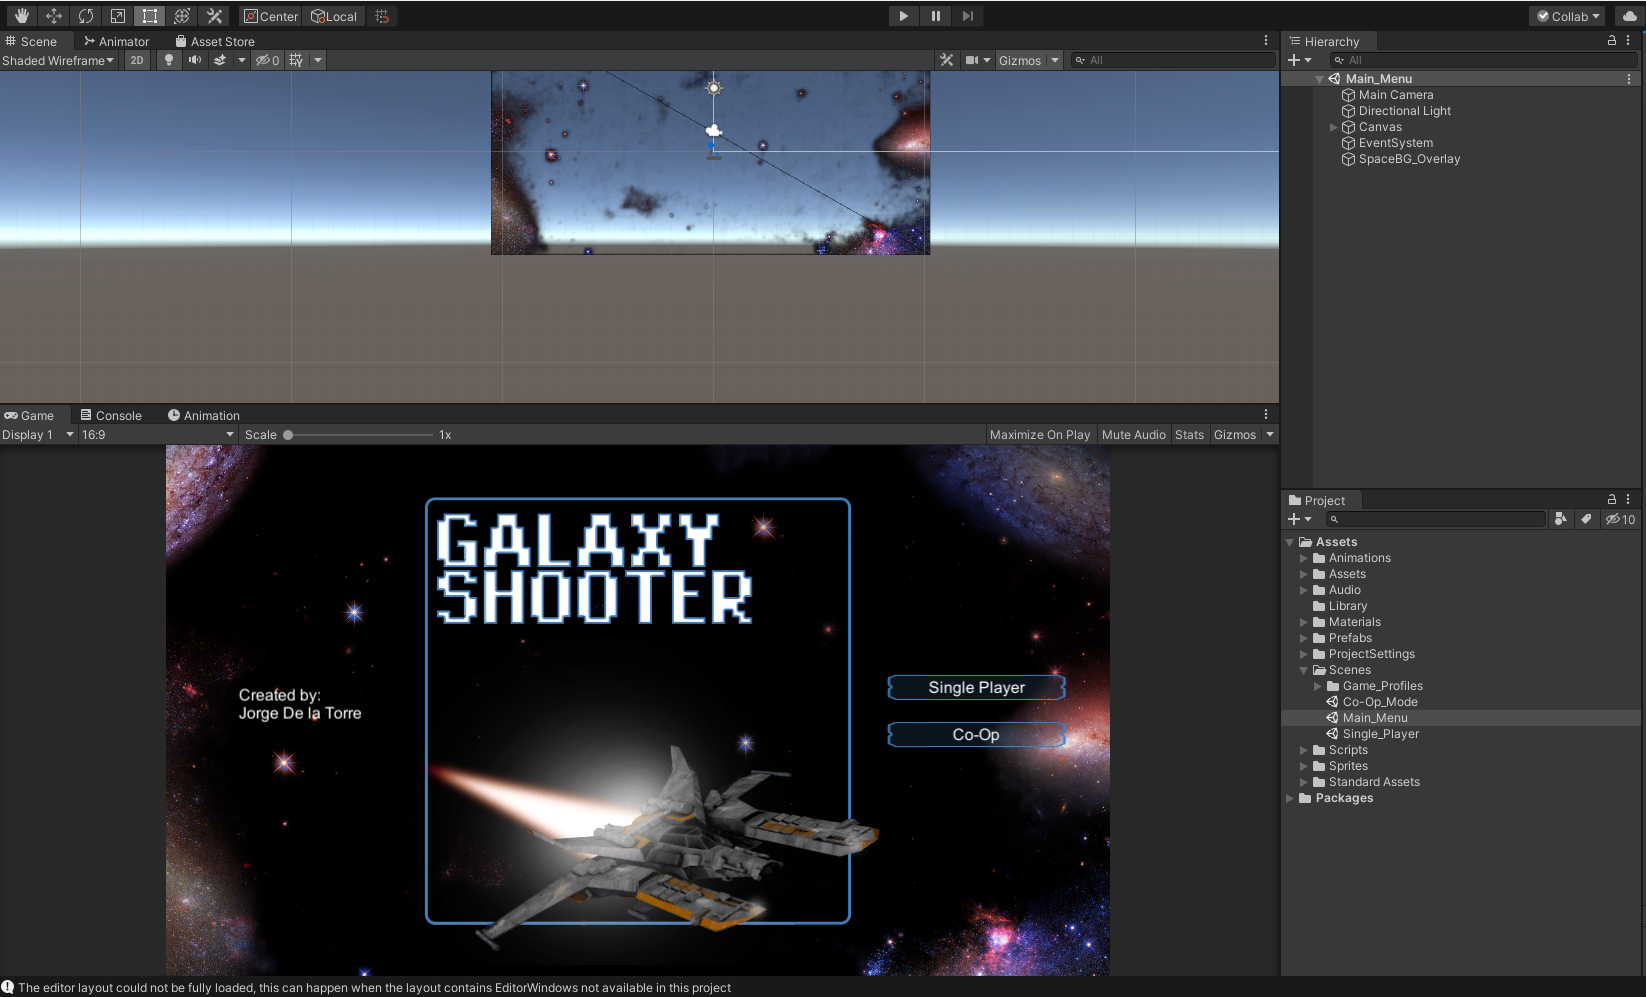 Center
Local
Collab
Scene
Animator
Asset Store
Shaded Wireframe
2D
0
Gizmos
All
Hierarchy
All
Main_Menu
Main Camera
Directional Light
Canvas
EventSystem
SpaceBG_Overlay
Game
Console
Animation
Display 1
16:9
Scale
1x
Maximize On Play
Mute Audio
Stats
Gizmos
GALAXY
SHOOTER
Created by:
Jorge De la Torre
Single Player
Co-Op
Project
10
Assets
Animations
Assets
Audio
Library
Materials
Prefabs
ProjectSettings
Scenes
Game_Profiles
Co-Op_Mode
Main_Menu
Single_Player
Scripts
Sprites
Standard Assets
Packages
The editor layout could not be fully loaded, this can happen when the layout contains EditorWindows not available in this project